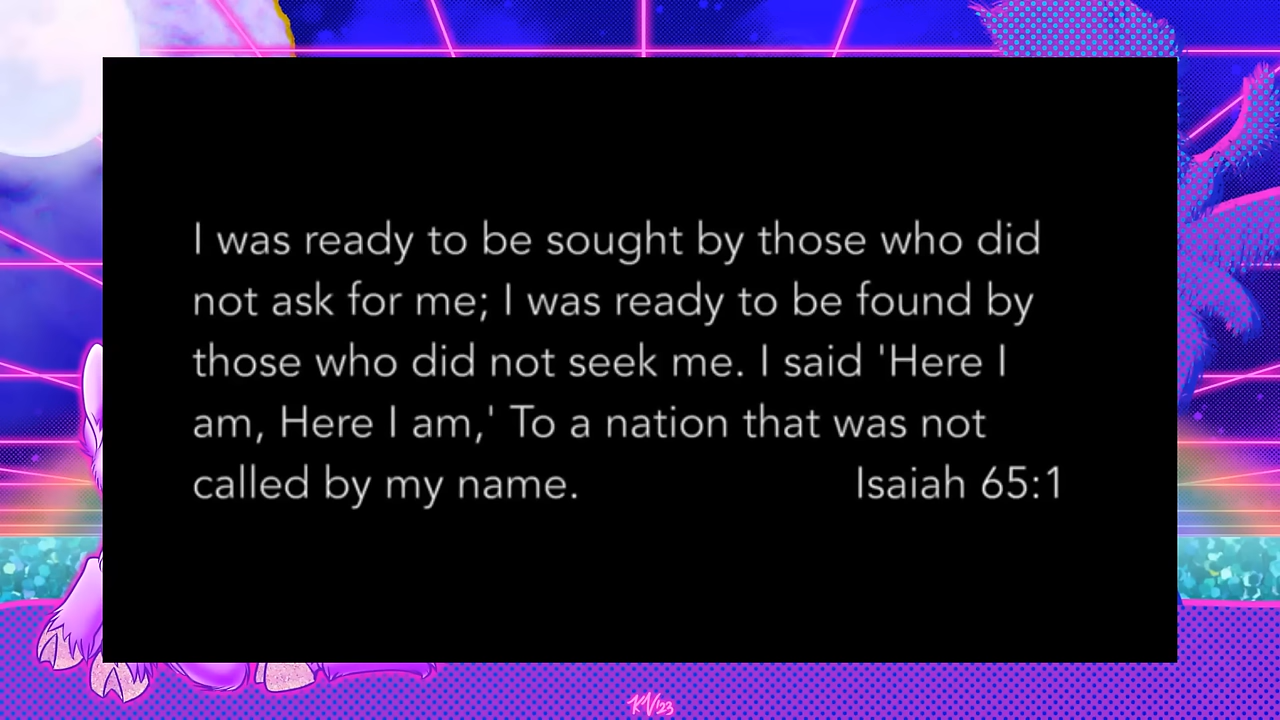 I was ready to be sought by those who did
not ask for me; I was ready to be found by
those who did not seek me. I said 'Here I
am, Here I am,' To a nation that was not
called by my name. Isaiah 65:1
KV123